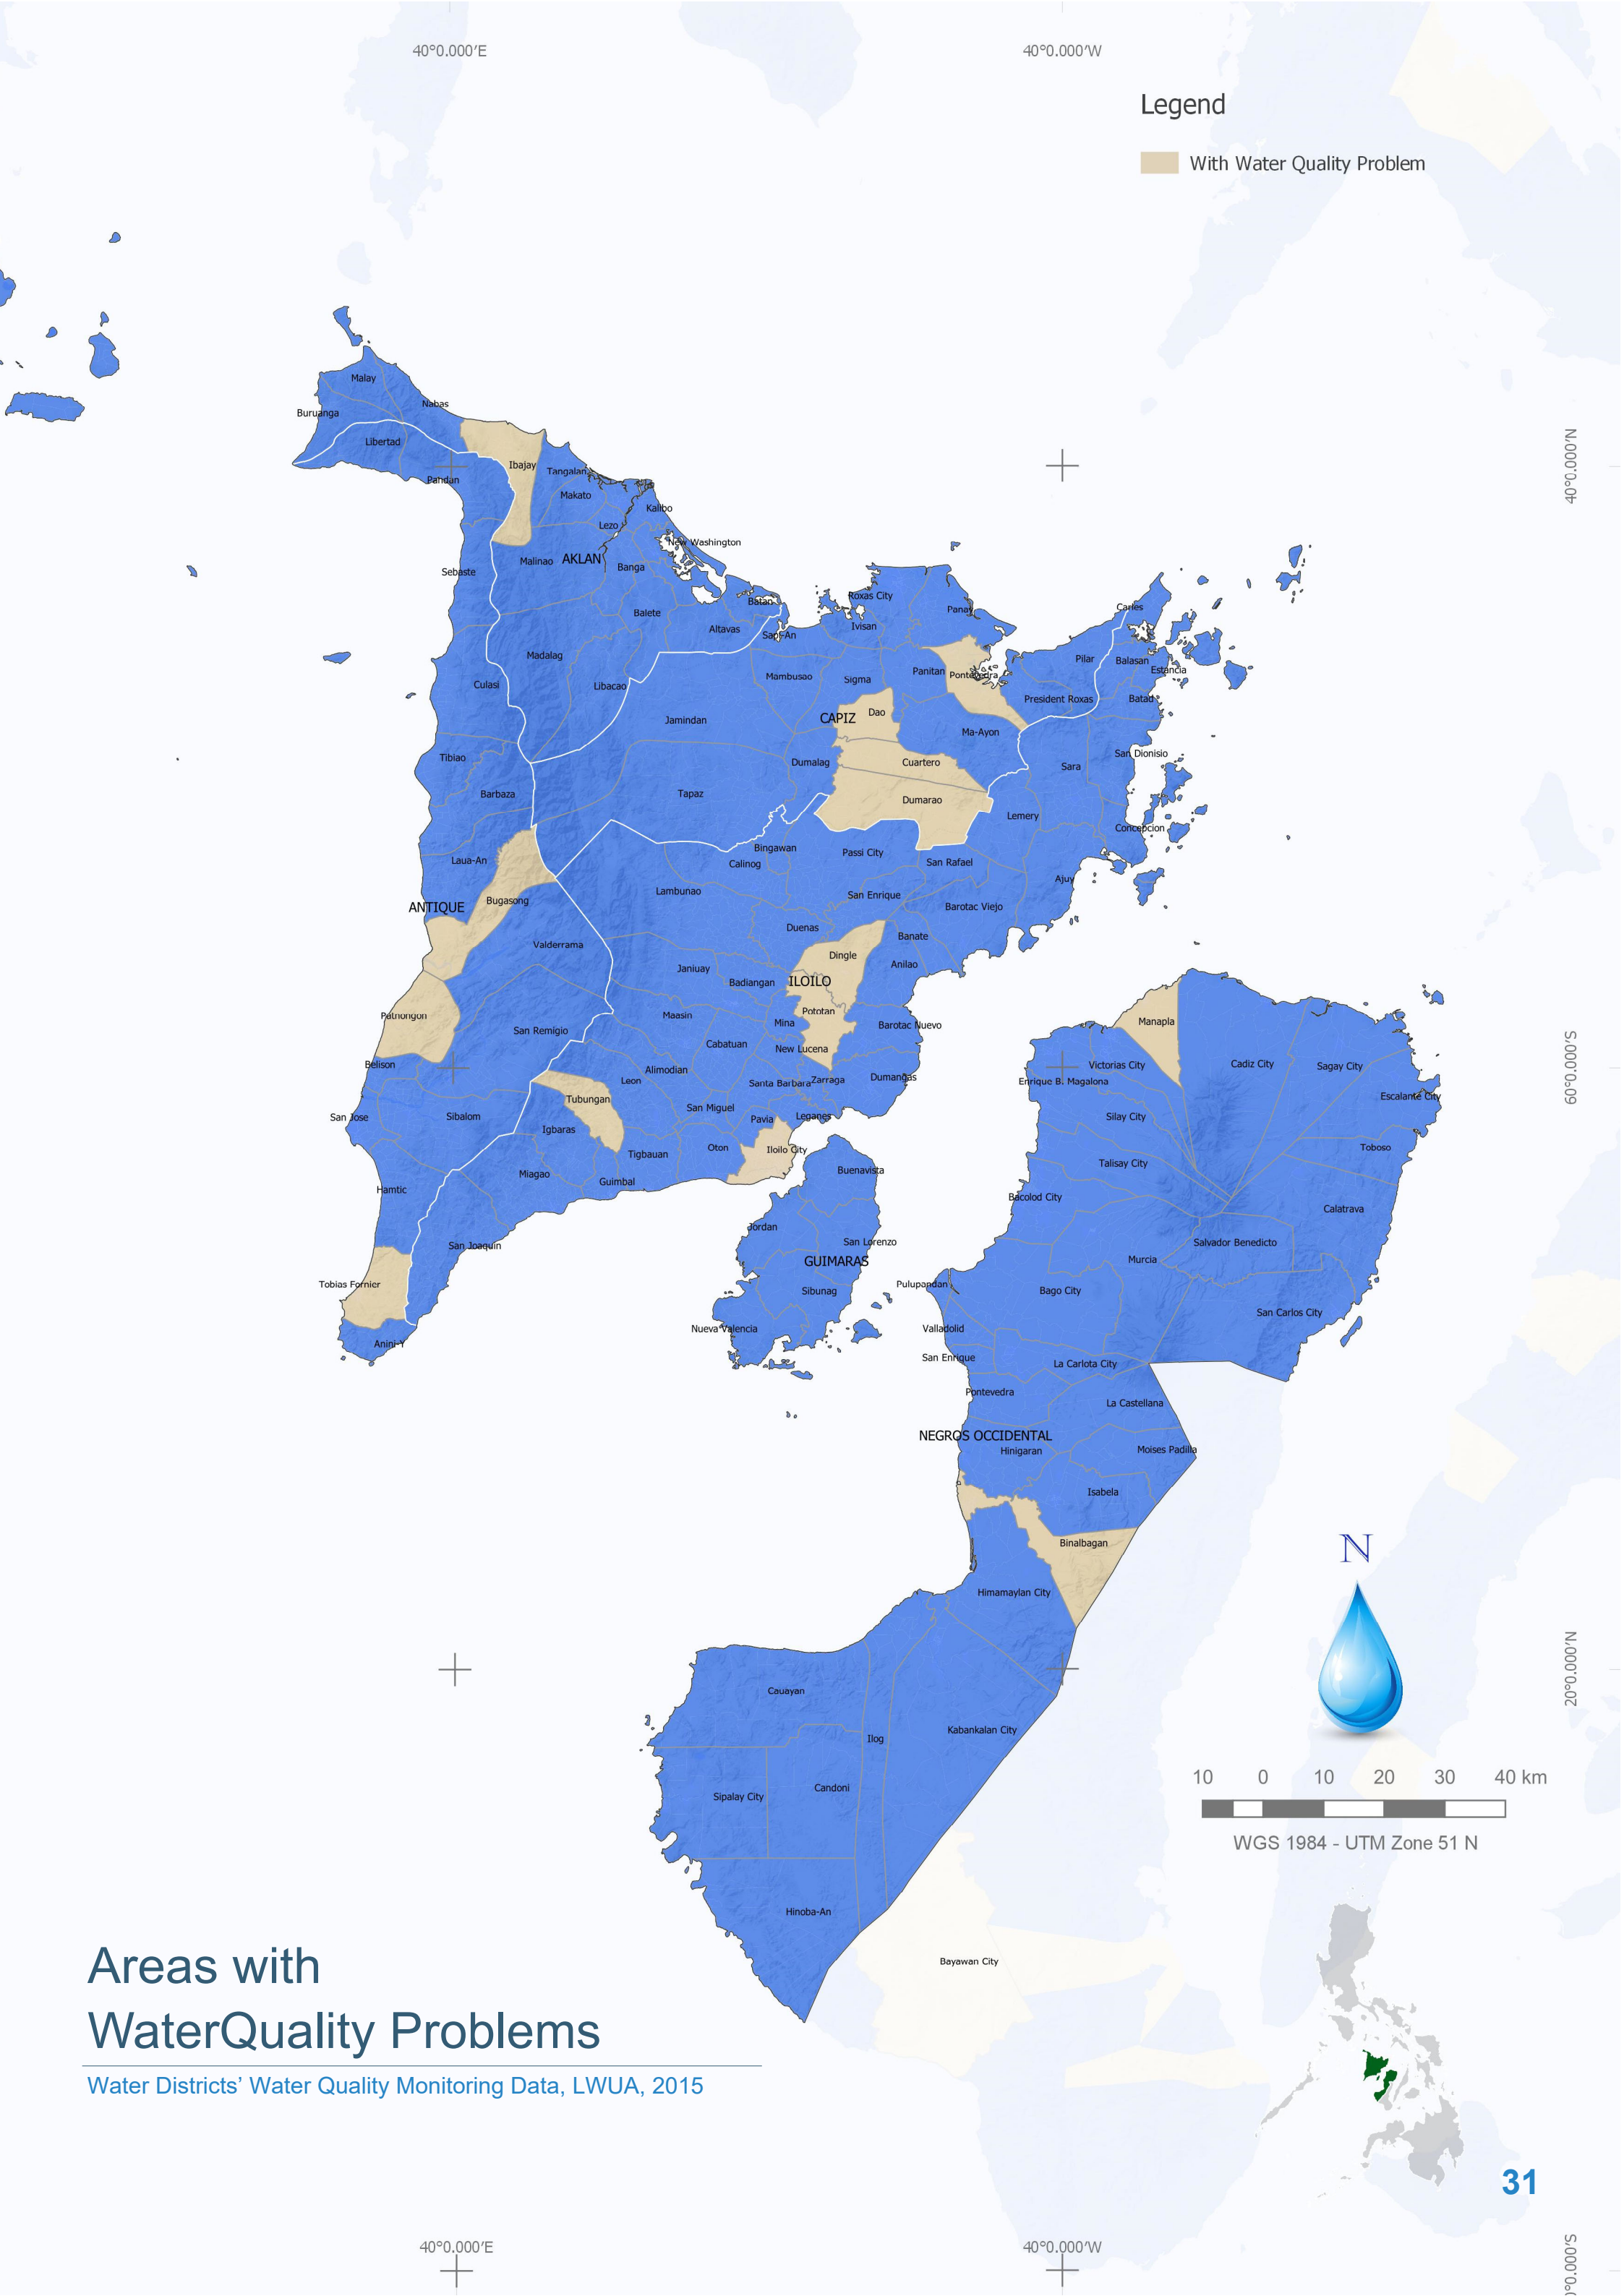 40°0.000'E
40°0.000'W
Legend
With Water Quality Problem
Malay
Nabas
Buruanga
Libertad
40°0.000'N
Ibajay
Tangalan
Pandan
Makato
Kalibo
Lezo
New Washington
Malinao
AKLAN
Banga
Sebaste
Roxas City
Batan
Carles
Panay
Balete
Altavas
Ivisan
Sapi-An
Madalag
Pilar
Balasan
Estancia
Panitan
Pontevedra
Mambusao
Sigma
Culasi
Libacao
President Roxas
Batad
Dao
CAPIZ
Jamindan
Ma-Ayon
San Dionisio
Tibiao
Dumalag
Cuartero
Sara
Barbaza
Tapaz
Dumarao
Lemery
Concepcion
Bingawan
Passi City
Laua-An
Calinog
San Rafael
Ajuy
Lambunao
San Enrique
Bugasong
ANTIQUE
Barotac Viejo
Duenas
Banate
Valderrama
Dingle
Anilao
Janiuay
Badiangan
ILOILO
Patnongon
Maasin
Pototan
Mina
Barotac Nuevo
Manapla
San Remigio
Cabatuan
New Lucena
60°0.000'S
Belison
Alimodian
Leon
Santa Barbara
Zarraga
Dumangas
Victorias City
Enrique B. Magalona
Cadiz City
Sagay City
Escalante City
Tubungan
San Miguel
San Jose
Sibalom
Pavia
Leganes
Silay City
Igbaras
Oton
Iloilo City
Tigbauan
Toboso
Talisay City
Miagao
Guimbal
Buenavista
Hamtic
Bacolod City
Calatrava
Jordan
San Lorenzo
San Joaquin
Salvador Benedicto
GUIMARAS
Murcia
Tobias Fornier
Sibunag
Pulupandan
Bago City
San Carlos City
Nueva Valencia
Valladolid
Anini-Y
San Enrique
La Carlota City
Pontevedra
La Castellana
NEGROS OCCIDENTAL
Hinigaran
Moises Padilla
Isabela
Binalbagan
N
Himamaylan City
20°0.000'N
Cauayan
Kabankalan City
Ilog
Candoni
Sipalay City
10 0 10 20 30 40 km
WGS 1984 - UTM Zone 51 N
Hinoba-An
Bayawan City
Areas with
WaterQuality Problems
Water Districts’ Water Quality Monitoring Data, LWUA, 2015
31
40°0.000'E
40°0.000'W
0°0.000'S